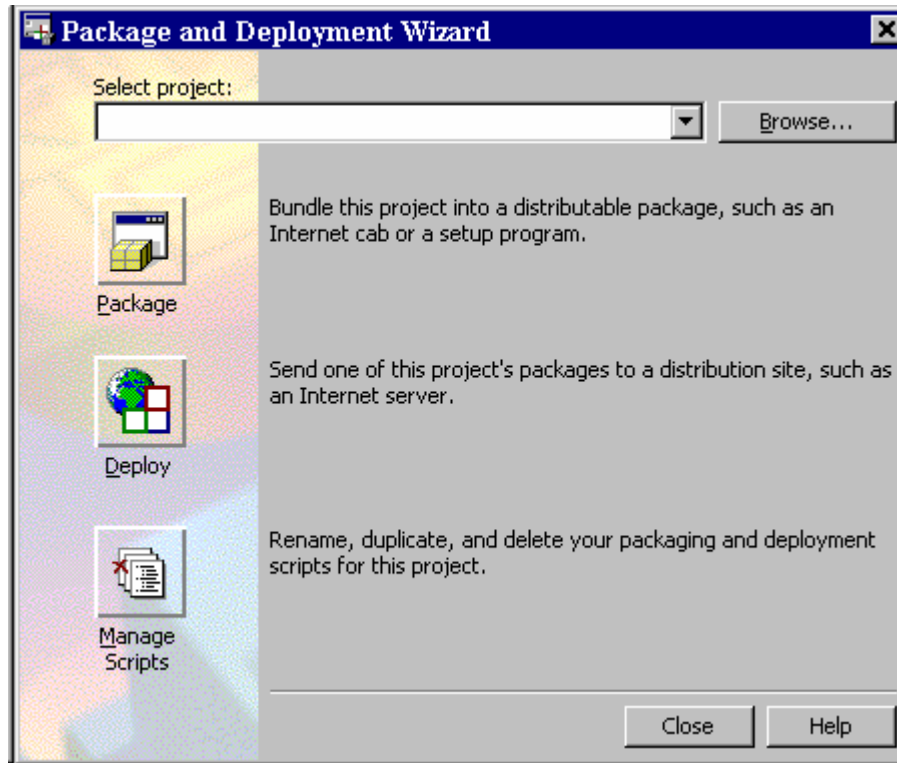 Package and Deployment Wizard
Select project:
Browse...
Bundle this project into a distributable package, such as an
Internet cab or a setup program.
Package
Send one of this project's packages to a distribution site, such as
an Internet server.
Deploy
Rename, duplicate, and delete your packaging and deployment
scripts for this project.
Manage
Scripts
Close
Help